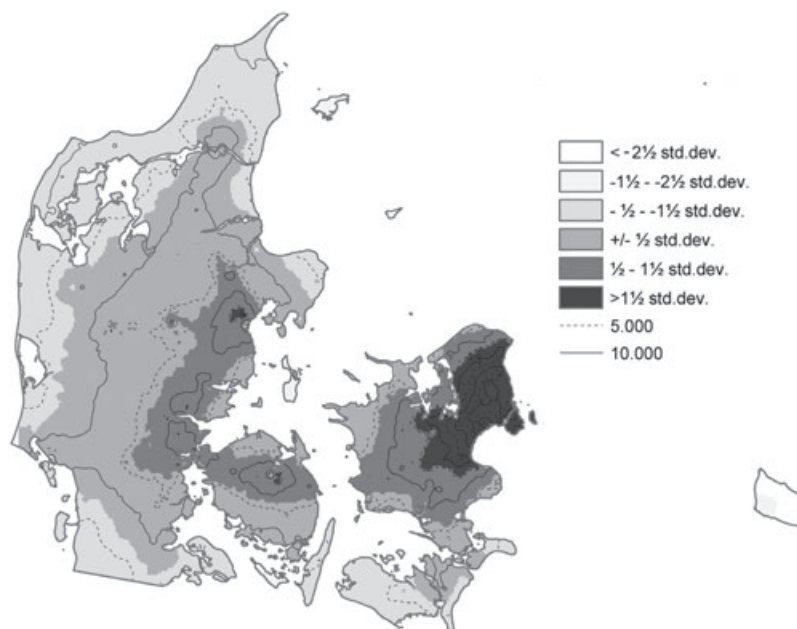 < -2½ std.dev.
-1½ - -2½ std.dev.
- ½ - -1½ std.dev.
+/- ½ std.dev.
½ - 1½ std.dev.
>1½ std.dev.
5.000
10.000